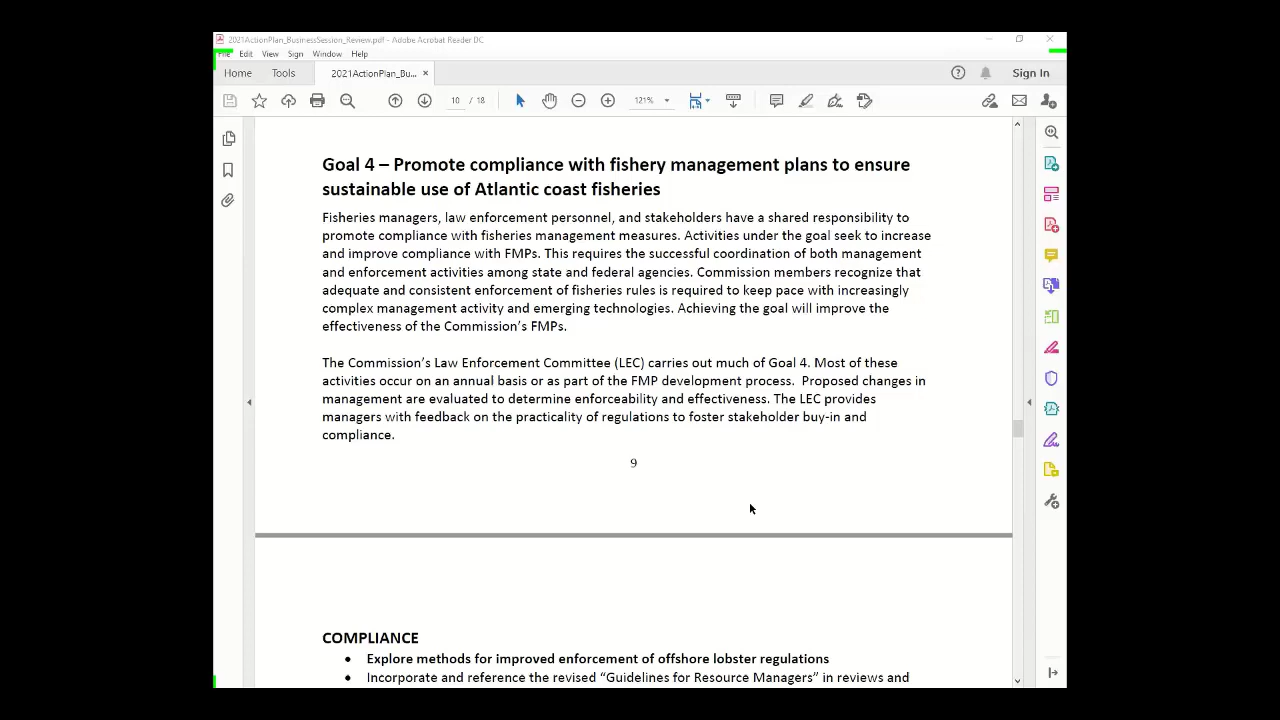 2021ActionPlan_BusinessSession_Review.pdf - Adobe Acrobat Reader DC
File Edit View Sign Window Help
Home Tools 2021ActionPlan_Bu... × Sign In
10 / 18 121%
Goal 4 – Promote compliance with fishery management plans to ensure
sustainable use of Atlantic coast fisheries
Fisheries managers, law enforcement personnel, and stakeholders have a shared responsibility to
promote compliance with fisheries management measures. Activities under the goal seek to increase
and improve compliance with FMPs. This requires the successful coordination of both management
and enforcement activities among state and federal agencies. Commission members recognize that
adequate and consistent enforcement of fisheries rules is required to keep pace with increasingly
complex management activity and emerging technologies. Achieving the goal will improve the
effectiveness of the Commission’s FMPs.
The Commission’s Law Enforcement Committee (LEC) carries out much of Goal 4. Most of these
activities occur on an annual basis or as part of the FMP development process. Proposed changes in
management are evaluated to determine enforceability and effectiveness. The LEC provides
managers with feedback on the practicality of regulations to foster stakeholder buy-in and
compliance.
9
COMPLIANCE
• Explore methods for improved enforcement of offshore lobster regulations
• Incorporate and reference the revised “Guidelines for Resource Managers” in reviews and